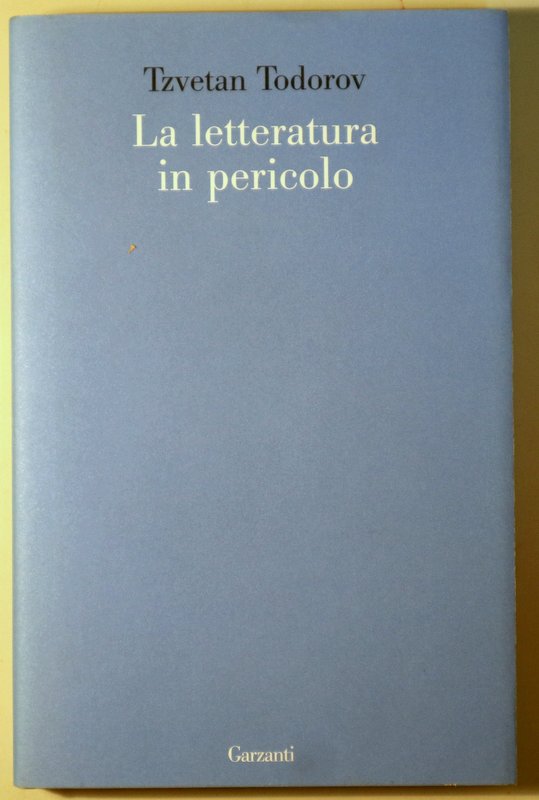 Tzvetan Todorov
La letteratura
in pericolo
Garzanti